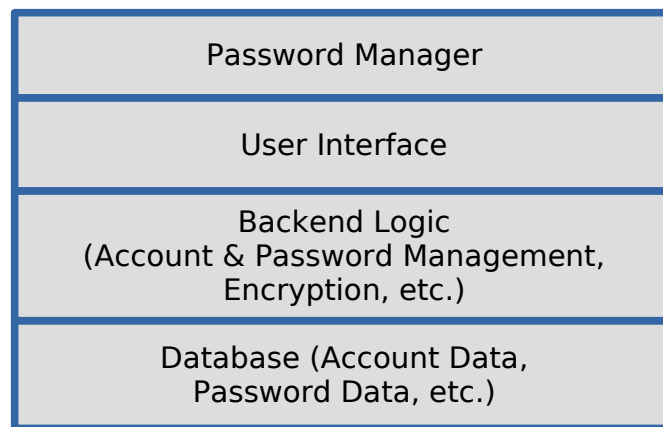 Password Manager
User Interface
Backend Logic
(Account & Password Management,
Encryption, etc.)
Database (Account Data,
Password Data, etc.)